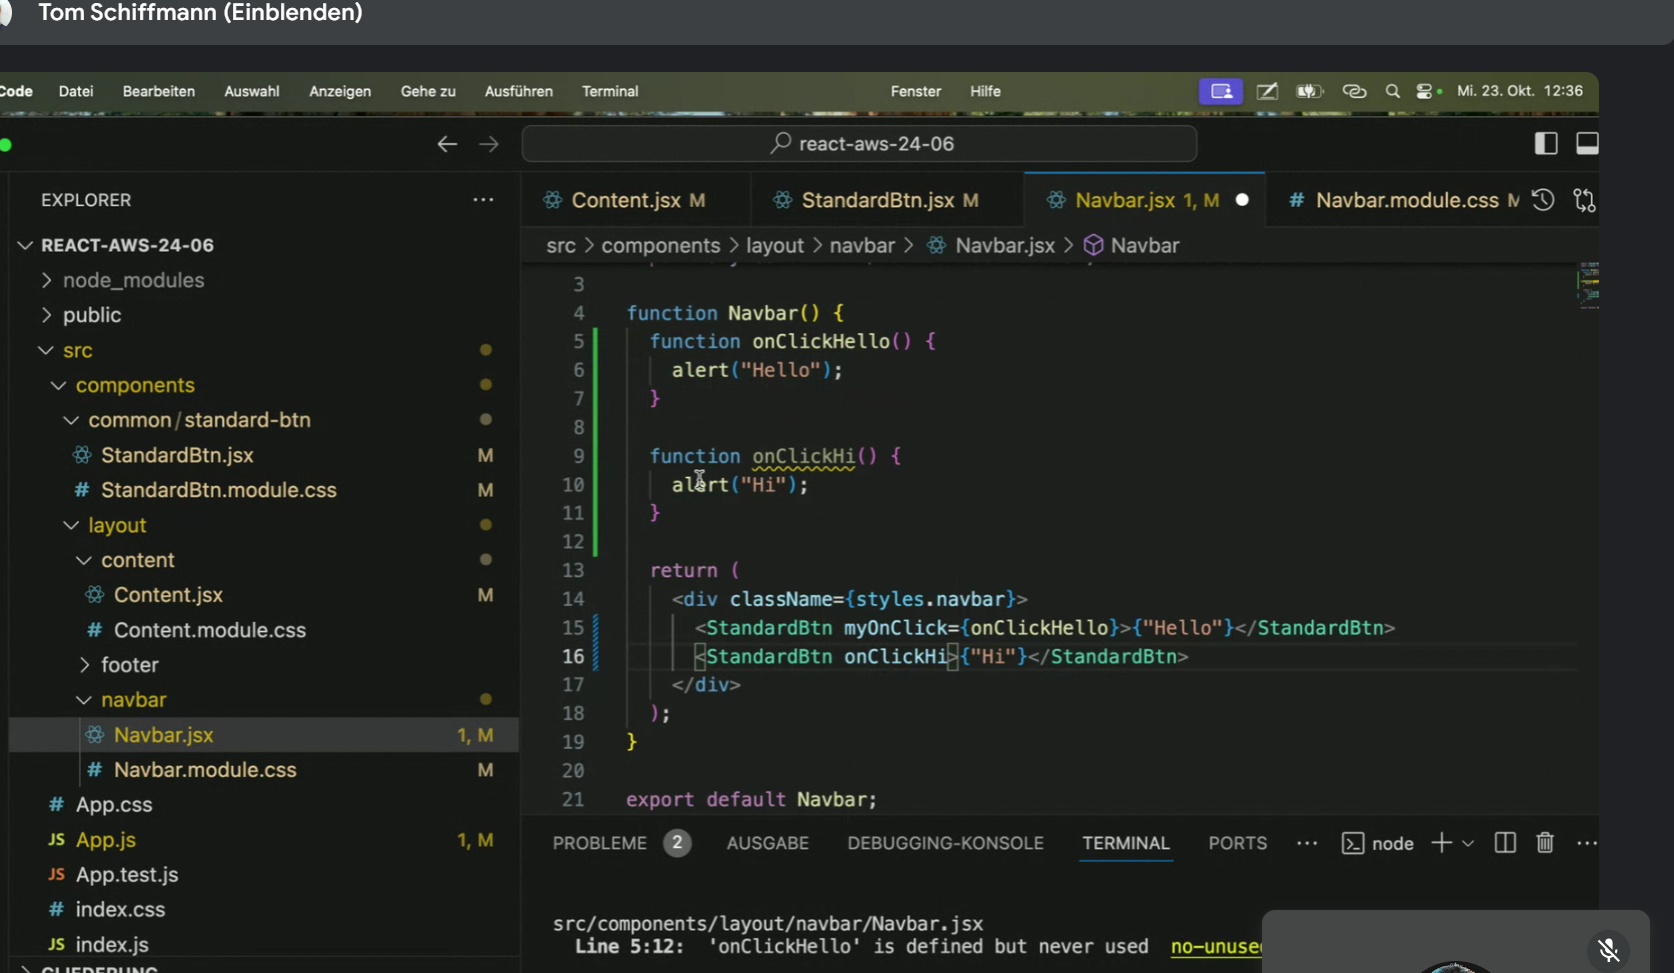 Tom Schiffmann (Einblenden)
Code Datei Bearbeiten Auswahl Anzeigen Gehe zu Ausführen Terminal Fenster Hilfe Mi. 23. Okt. 12:36
react-aws-24-06
EXPLORER
REACT-AWS-24-06
node_modules
public
src
components
common/standard-btn
StandardBtn.jsx M
StandardBtn.module.css M
layout
content
Content.jsx M
Content.module.css
footer
navbar
Navbar.jsx 1, M
Navbar.module.css M
App.css
JS App.js 1, M
JS App.test.js
index.css
JS index.js
GLIEDERUNG
Content.jsx M StandardBtn.jsx M Navbar.jsx 1, M # Navbar.module.css M
src > components > layout > navbar > Navbar.jsx > Navbar
3
4 function Navbar() {
5 function onClickHello() {
6 alert("Hello");
7 }
8
9 function onClickHi() {
10 alert("Hi");
11 }
12
13 return (
14 <div className={styles.navbar}>
15 <StandardBtn myOnClick={onClickHello}>{"Hello"}</StandardBtn>
16 <StandardBtn onClickHi>{"Hi"}</StandardBtn>
17 </div>
18 );
19 }
20
21 export default Navbar;
PROBLEME 2 AUSGABE DEBUGGING-KONSOLE TERMINAL PORTS ··· node
src/components/layout/navbar/Navbar.jsx
Line 5:12: 'onClickHello' is defined but never used no-unused